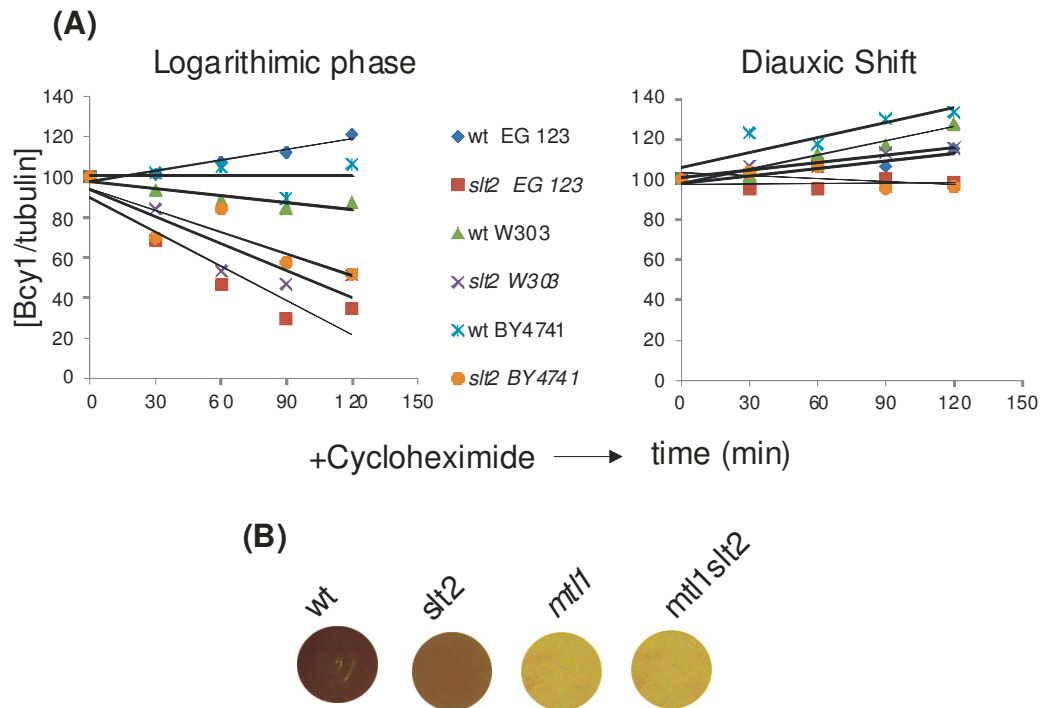 (A)
Logarithimic phase
Diauxic Shift
[Bcy1/tubulin]
140
120
100
80
60
40
20
0
0 30 60 90 120 150
wt EG 123
slt2 EG 123
wt W303
slt2 W303
wt BY4741
slt2 BY4741
140
120
100
80
60
40
20
0
0 30 60 90 120 150
+Cycloheximide
time (min)
(B)
wt
slt2
mtl1
mtl1slt2